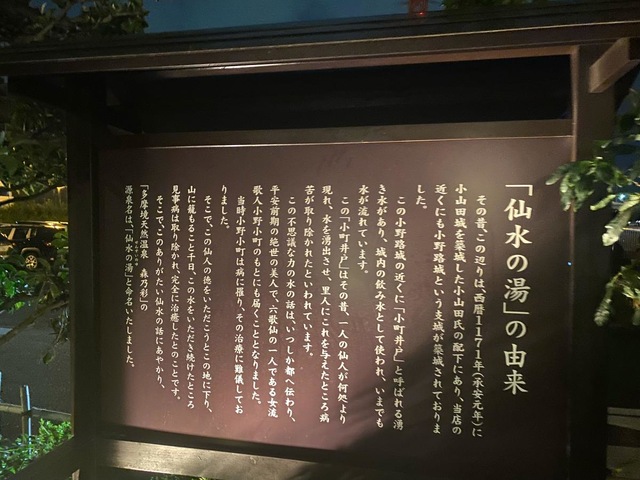 「仙水の湯」の由来
その昔、この辺りは、西暦1171年(承安元年)に
小山田城を築城した小山田氏の配下にあり、当店の
近くにも小野路城という支城が築城されておりま
した。
この小野路城の近くに「小町井戸」と呼ばれる湧
き水があり、城内の飲み水として使われ、いまでも
水が流れています。
この「小町井戸」はその昔、一人の仙人が何処より
現れ、水を湧出させ、里人にこれを与えたところ病
苦が取り除かれたといわれています。
この不思議な力の水の話は、いつしか都へ伝わり、
平安前期の絶世の美人で、六歌仙の一人である女流
歌人小野小町のもとにも届くこととなりました。
当時小野小町は病に罹り、その治療に難儀してお
りました。
そこで、この仙人の徳をいただこうとこの地に下り、
山に籠もること千日、この水をいただき続けたところ
見事病は取り除かれ、完全に治癒したとのことです。
そこで、このありがたい仙水の話にあやかり、
「多摩境天然温泉 森乃彩」の
源泉名は、「仙水の湯」と命名いたしました。